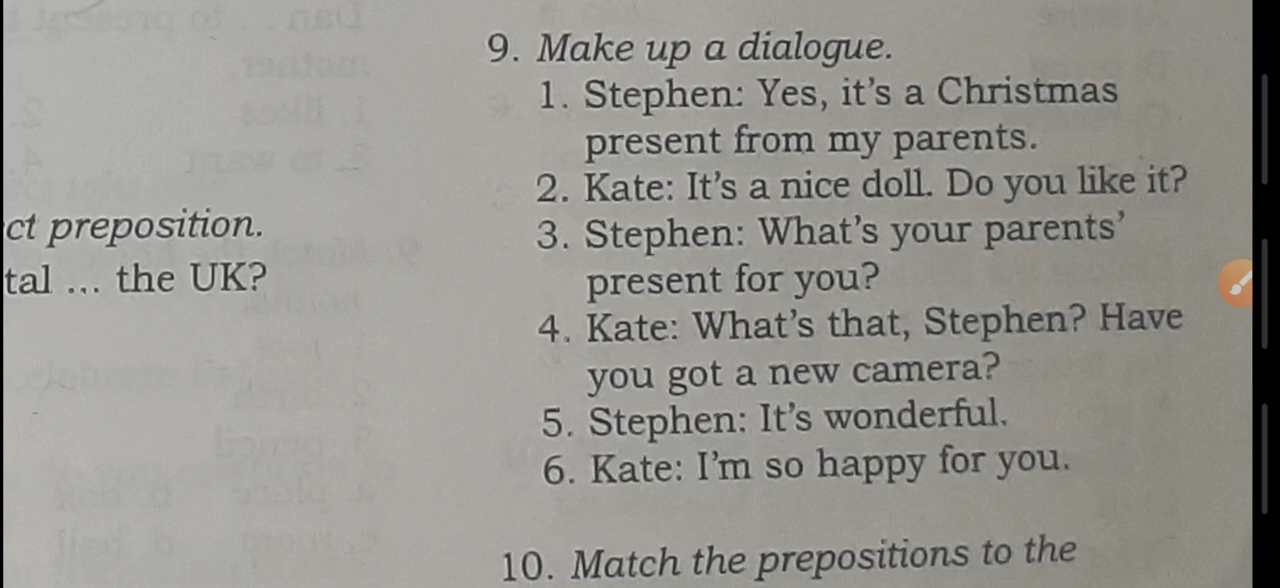 ct preposition.
tal ... the UK?
9. Make up a dialogue.
1. Stephen: Yes, it's a Christmas
present from my parents.
2. Kate: It's a nice doll. Do you like it?
3. Stephen: What's your parents'
present for you?
4. Kate: What's that, Stephen? Have
you got a new camera?
5. Stephen: It's wonderful.
6. Kate: I'm so happy for you.
10. Match the prepositions to the